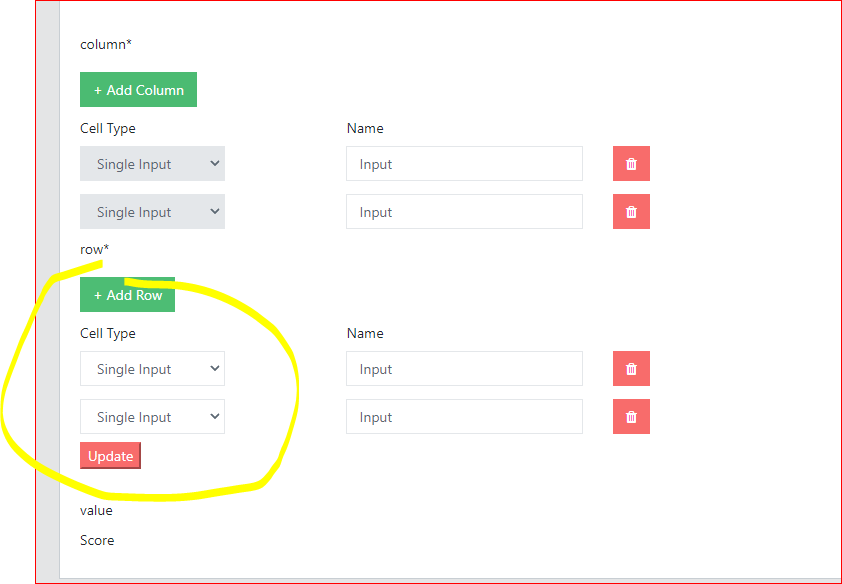 column*
+ Add Column
Cell Type Name
Single Input Input
Single Input Input
row*
+ Add Row
Cell Type Name
Single Input Input
Single Input Input
Update
value
Score